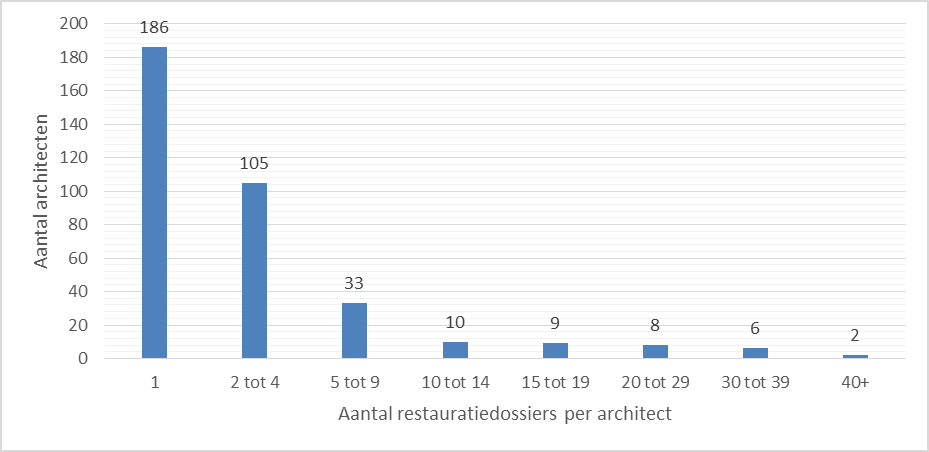 200
180
160
140
120
100
80
60
40
20
0
Aantal architecten
186
105
33
10
9
8
6
2
1
2 tot 4
5 tot 9
10 tot 14
15 tot 19
20 tot 29
30 tot 39
40+
Aantal restauratiedossiers per architect